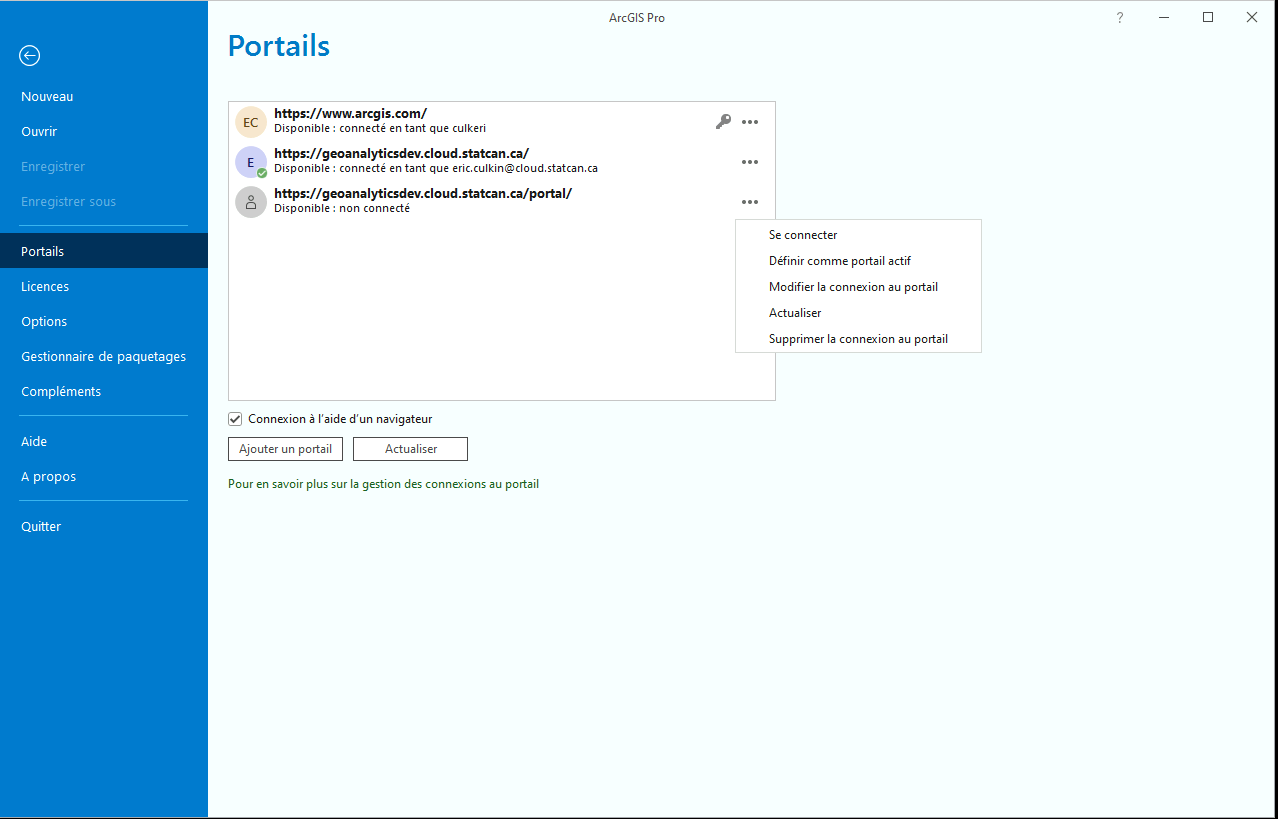 ArcGIS Pro
?
Portails
Nouveau
Ouvrir
Enregistrer
Enregistrer sous
Portails
Licences
Options
Gestionnaire de paquetages
Compléments
Aide
A propos
Quitter
EC
https://www.arcgis.com/
Disponible : connecté en tant que culkeri
E
https://geoanalyticsdev.cloud.statcan.ca/
Disponible : connecté en tant que eric.culkin@cloud.statcan.ca
https://geoanalyticsdev.cloud.statcan.ca/portal/
Disponible : non connecté
Se connecter
Définir comme portail actif
Modifier la connexion au portail
Actualiser
Supprimer la connexion au portail
Connexion à l'aide d'un navigateur
Ajouter un portail
Actualiser
Pour en savoir plus sur la gestion des connexions au portail